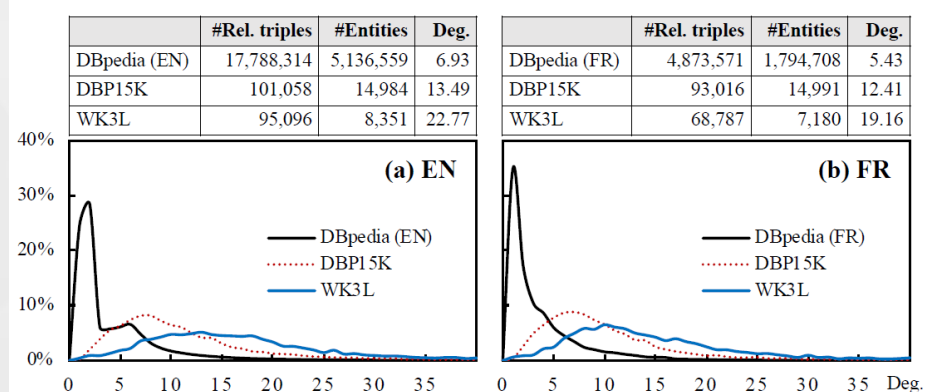 #Rel. triples #Entities Deg.
DBpedia (EN) 17,788,314 5,136,559 6.93
DBP15K 101,058 14,984 13.49
WK3L 95,096 8,351 22.77
#Rel. triples #Entities Deg.
DBpedia (FR) 4,873,571 1,794,708 5.43
DBP15K 93,016 14,991 12.41
WK3L 68,787 7,180 19.16
40%
30%
20%
10%
0%
(a) EN
DBpedia (EN)
DBP15K
WK3L
0 5 10 15 20 25 30 35
(b) FR
DBpedia (FR)
DBP15K
WK3L
0 5 10 15 20 25 30 35 Deg.